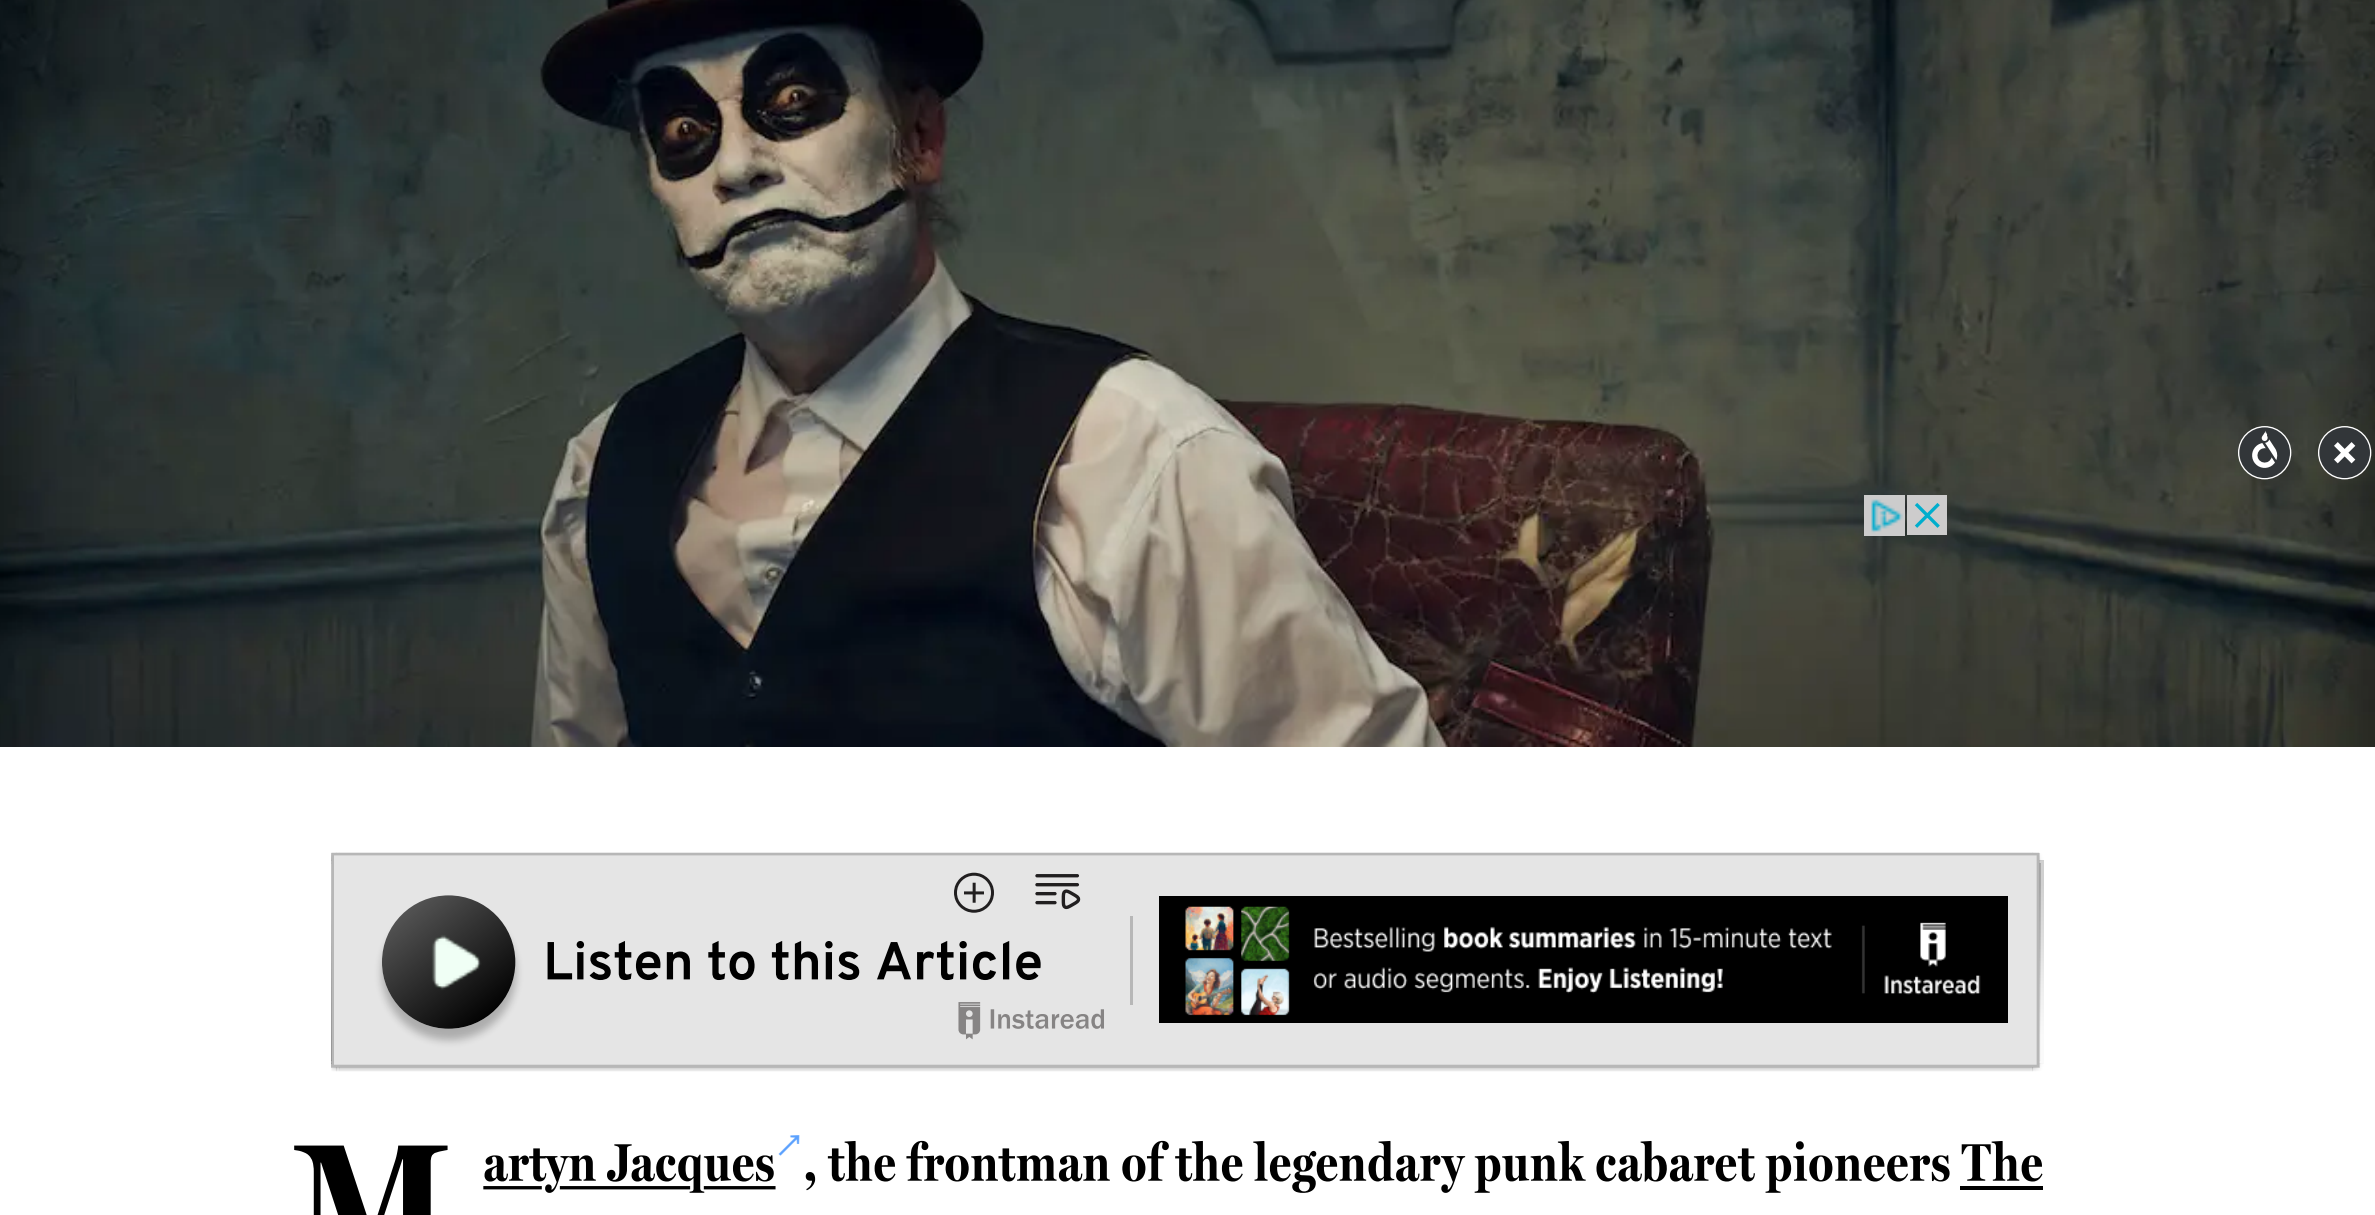 Listen to this Article
Instaread
Bestselling book summaries in 15-minute text
or audio segments. Enjoy Listening!
Instaread
Martyn Jacques↗, the frontman of the legendary punk cabaret pioneers The